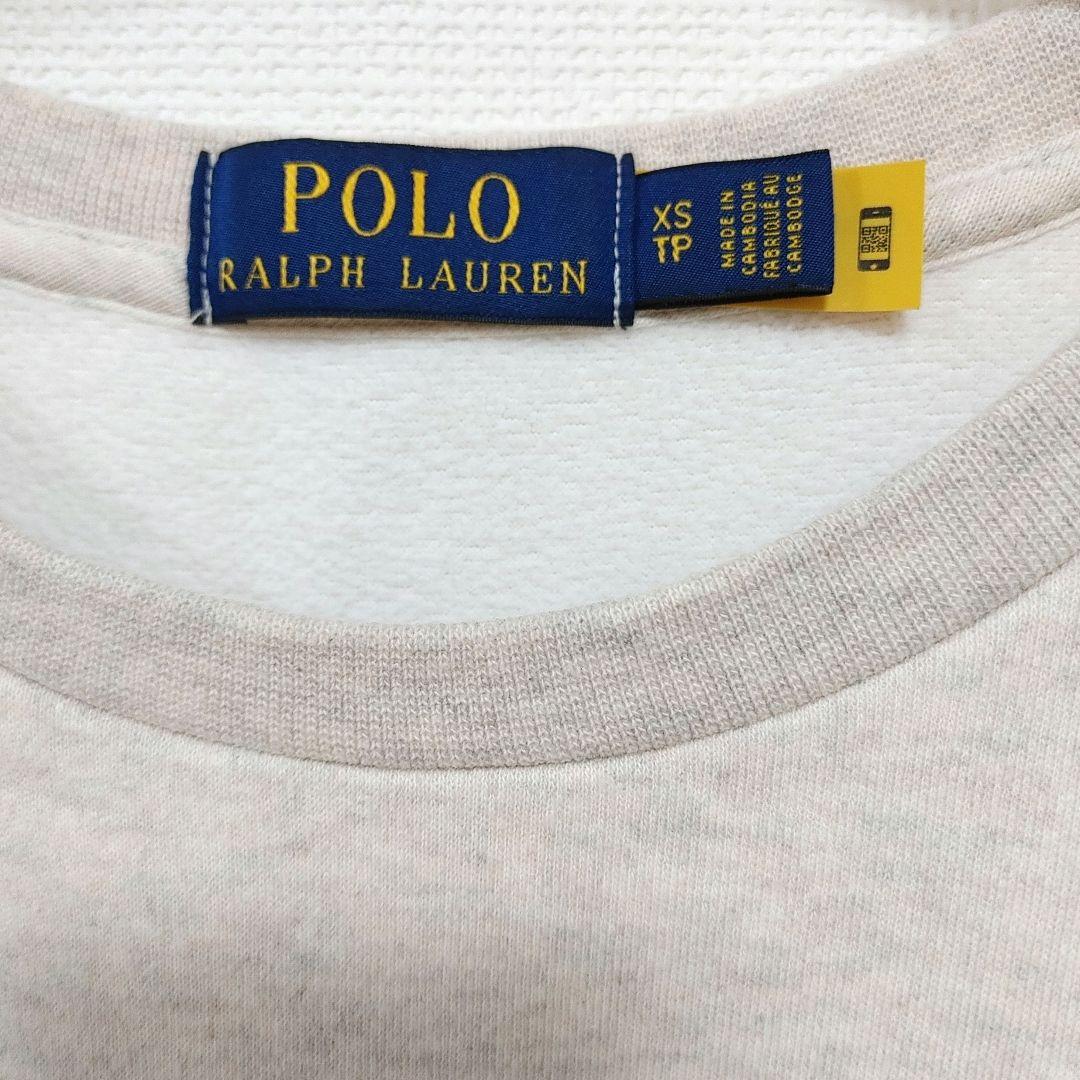 POLO
RALPH LAUREN
XS
TP
MADE IN
CAMBODIA
FABRIQUÉ AU
CAMBODGE